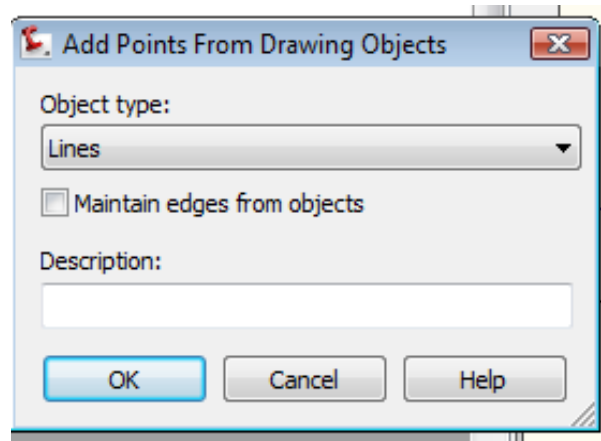 Add Points From Drawing Objects
Object type:
Lines
Maintain edges from objects
Description:
OK Cancel Help